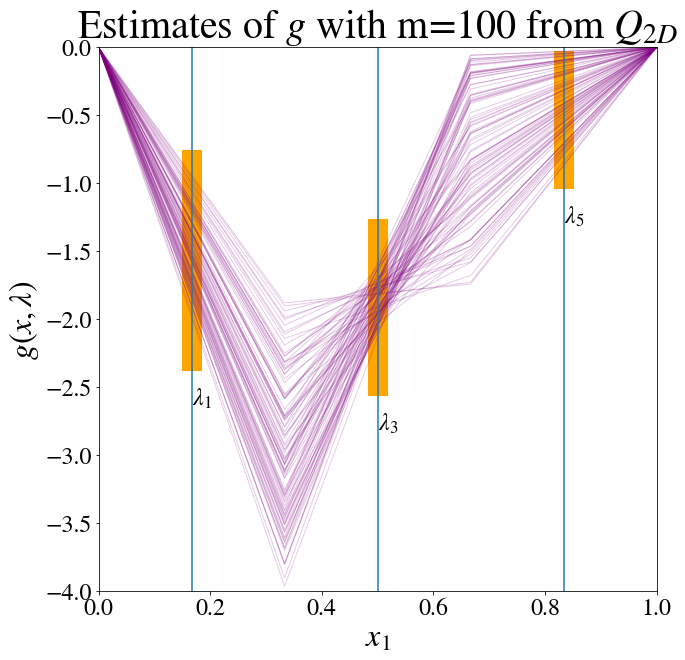 Estimates of g with m=100 from Q_{2D}
0.0
−0.5
−1.0
−1.5
−2.0
−2.5
−3.0
−3.5
−4.0
g(x, λ)
λ₁
λ₃
λ₅
0.0 0.2 0.4 0.6 0.8 1.0
x₁